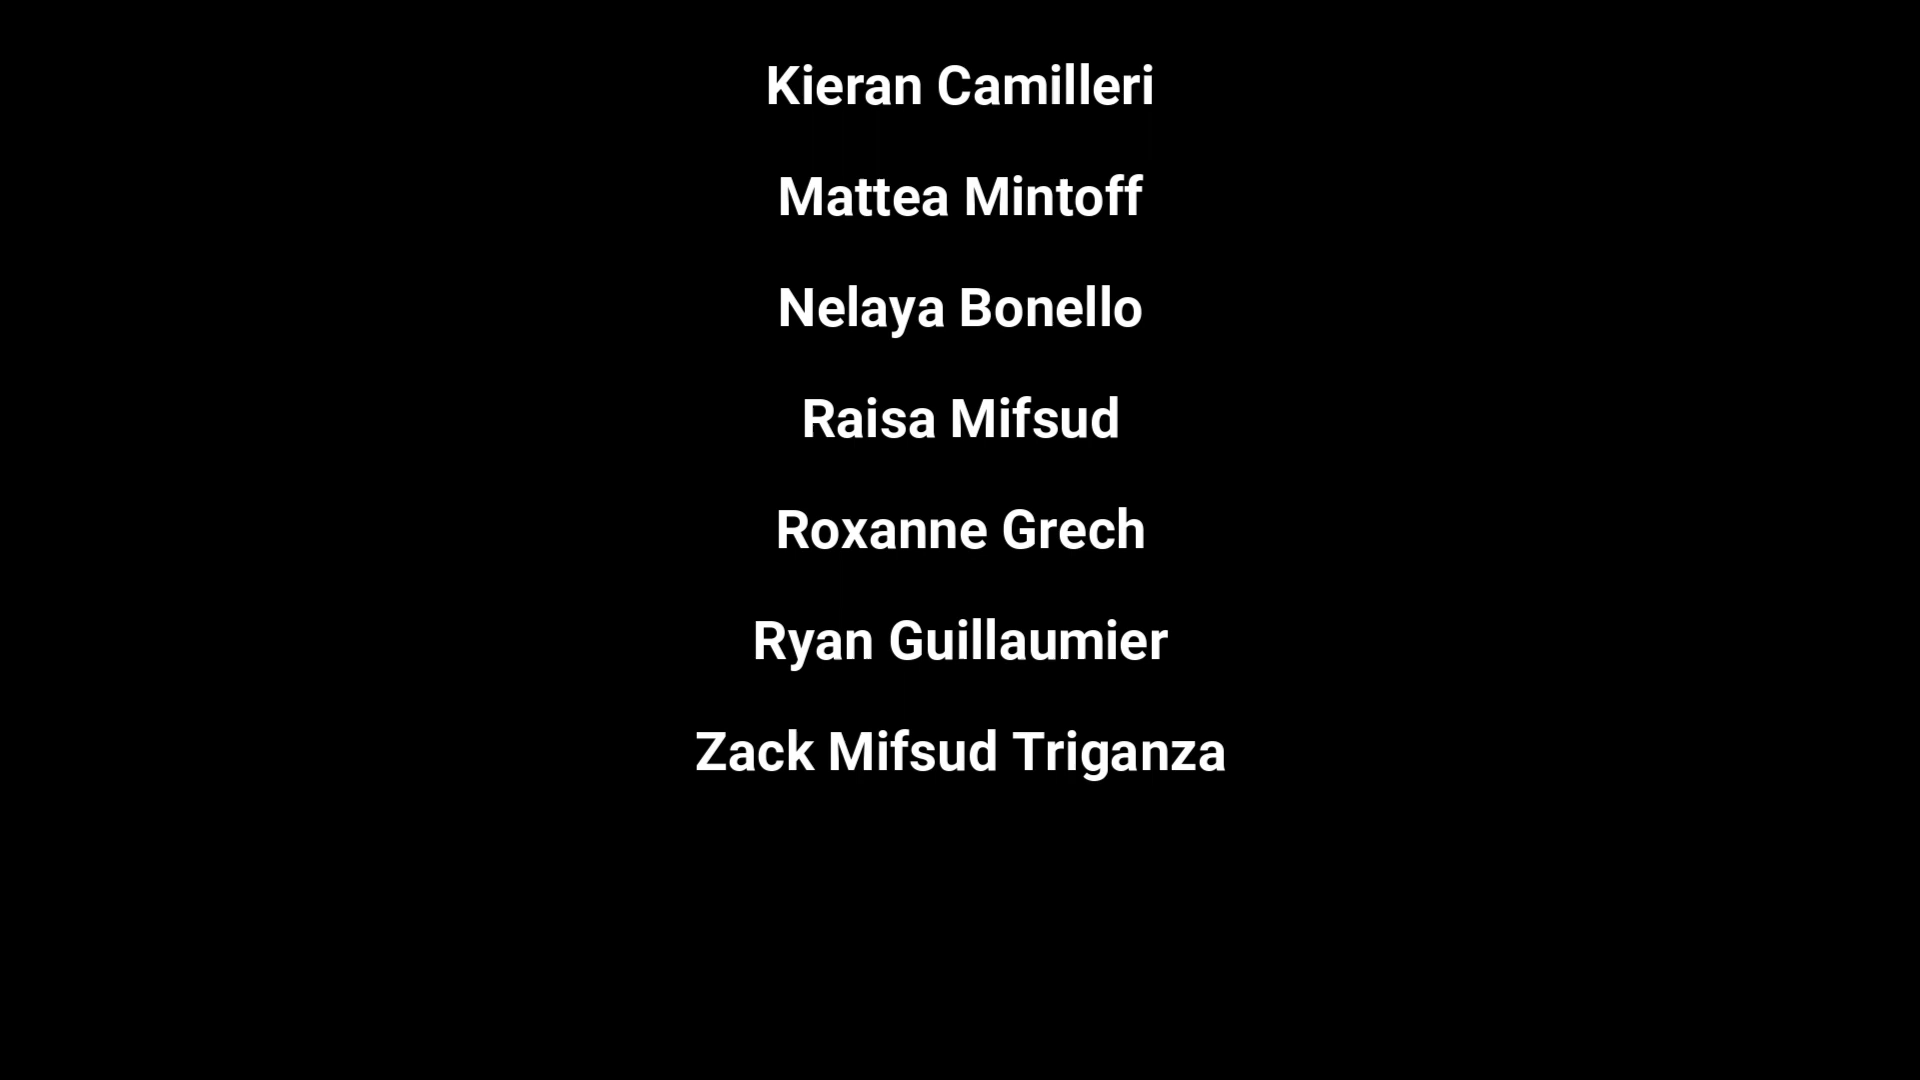 Kieran Camilleri
Mattea Mintoff
Nelaya Bonello
Raisa Mifsud
Roxanne Grech
Ryan Guillaumier
Zack Mifsud Triganza